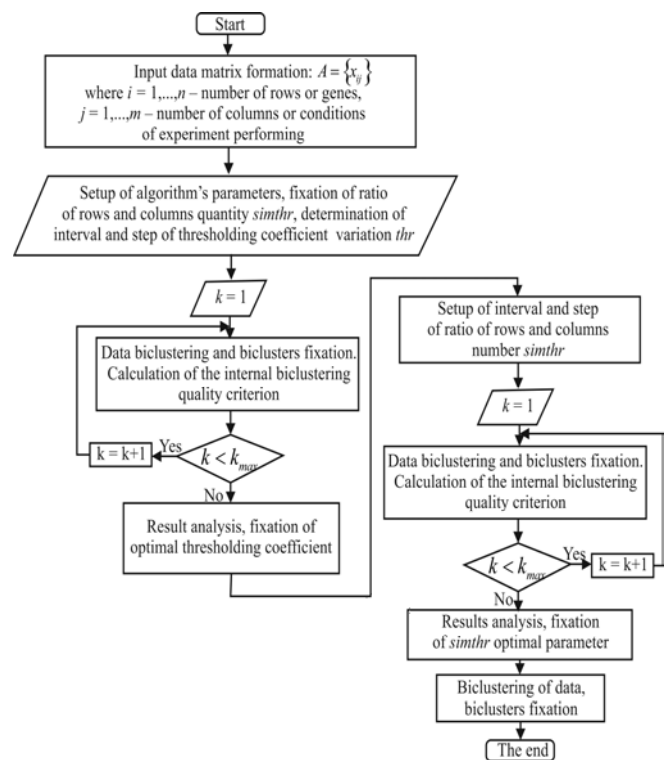 Start
Input data matrix formation: A = {x_ij}
where i = 1,...,n – number of rows or genes,
j = 1,...,m – number of columns or conditions
of experiment performing
Setup of algorithm's parameters, fixation of ratio
of rows and columns quantity simthr, determination of
interval and step of thresholding coefficient variation thr
k = 1
Data biclustering and biclusters fixation.
Calculation of the internal biclustering
quality criterion
k = k+1
Yes
k < k_max
No
Result analysis, fixation of
optimal thresholding coefficient
Setup of interval and step
of ratio of rows and columns
number simthr
k = 1
Data biclustering and biclusters fixation.
Calculation of the internal biclustering
quality criterion
k < k_max
Yes
k = k+1
No
Results analysis, fixation
of simthr optimal parameter
Biclustering of data,
biclusters fixation
The end